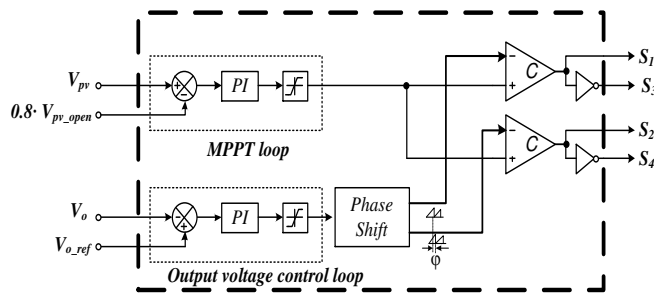 V_pv
0.8· V_pv_open
+
−
PI
MPPT loop
−
+
C
S_1
S_3
−
+
C
S_2
S_4
V_o
V_o_ref
−
+
PI
Output voltage control loop
Phase
Shift
φ